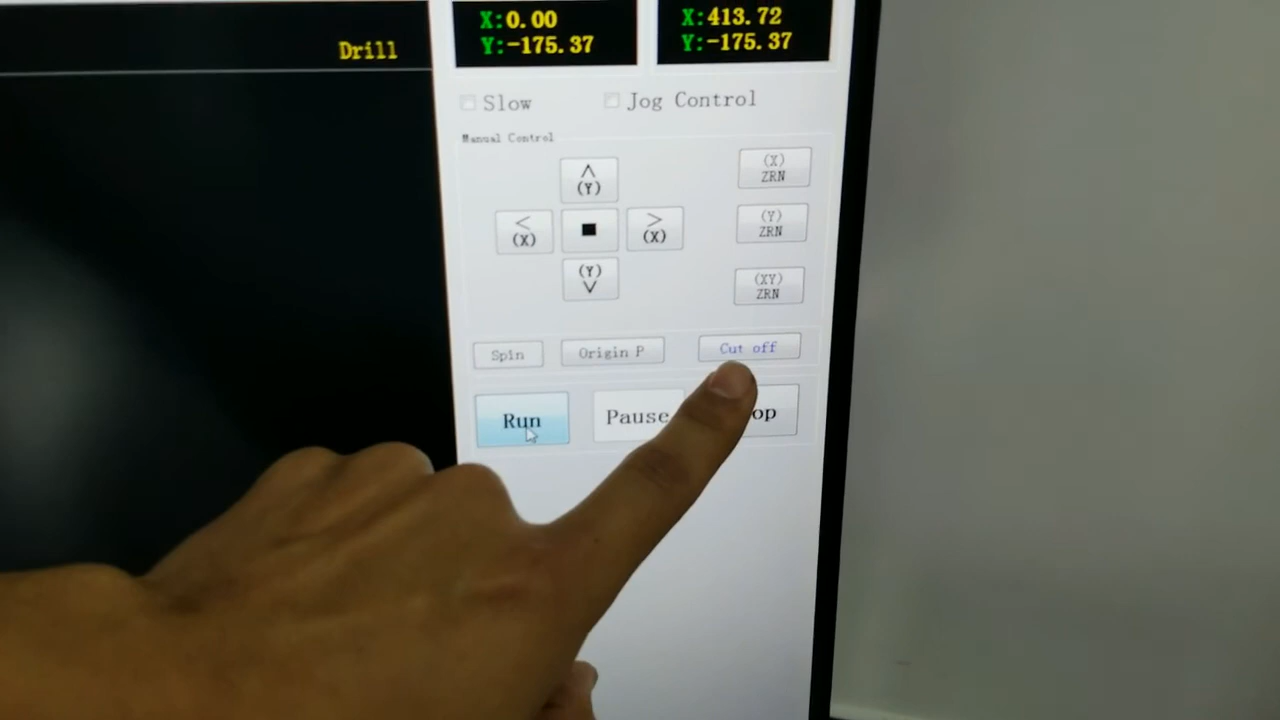 X:0.00
Y:-175.37
X:413.72
Y:-175.37
Drill
Slow
Jog Control
Manual Control
^
(Y)
(X)
ZRN
<
(X)
>
(X)
(Y)
ZRN
(Y)
(XY)
ZRN
Spin
Origin P
Cut off
Run
Pause
op